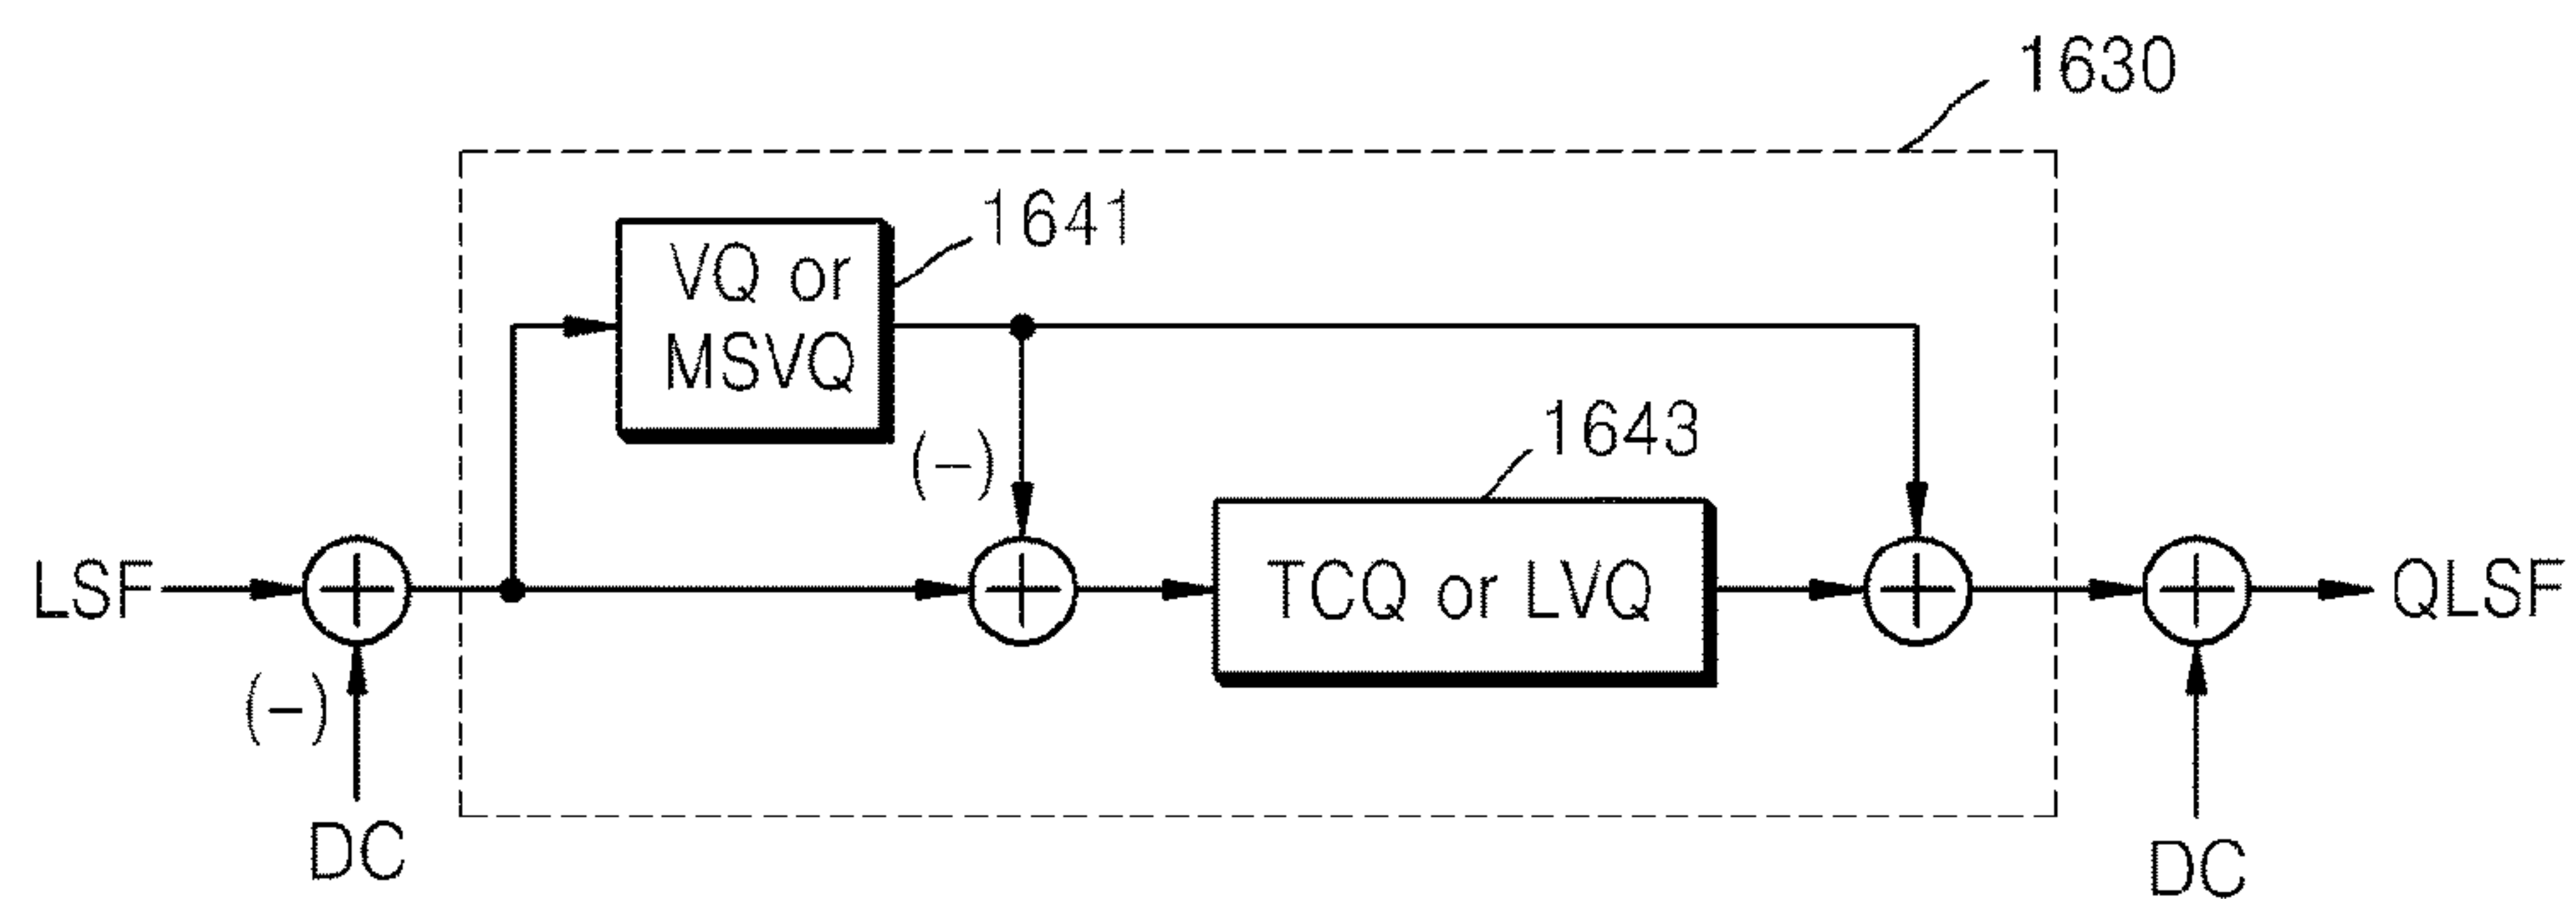 1630
1641
VQ or
MSVQ
(-)
1643
LSF
TCQ or LVQ
QLSF
(-)
DC
DC